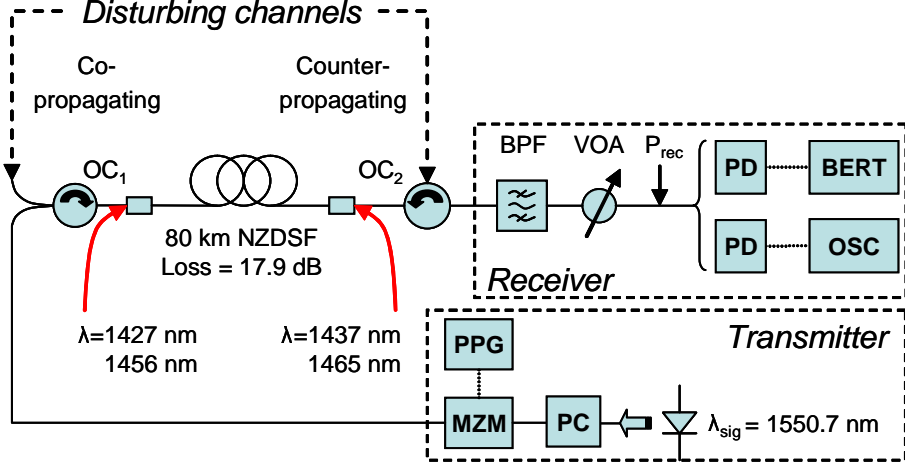 Disturbing channels
Co-
propagating
Counter-
propagating
OC1
OC2
80 km NZDSF
Loss = 17.9 dB
λ=1427 nm
1456 nm
λ=1437 nm
1465 nm
BPF
VOA
Prec
PD
BERT
PD
OSC
Receiver
Transmitter
PPG
MZM
PC
λsig = 1550.7 nm